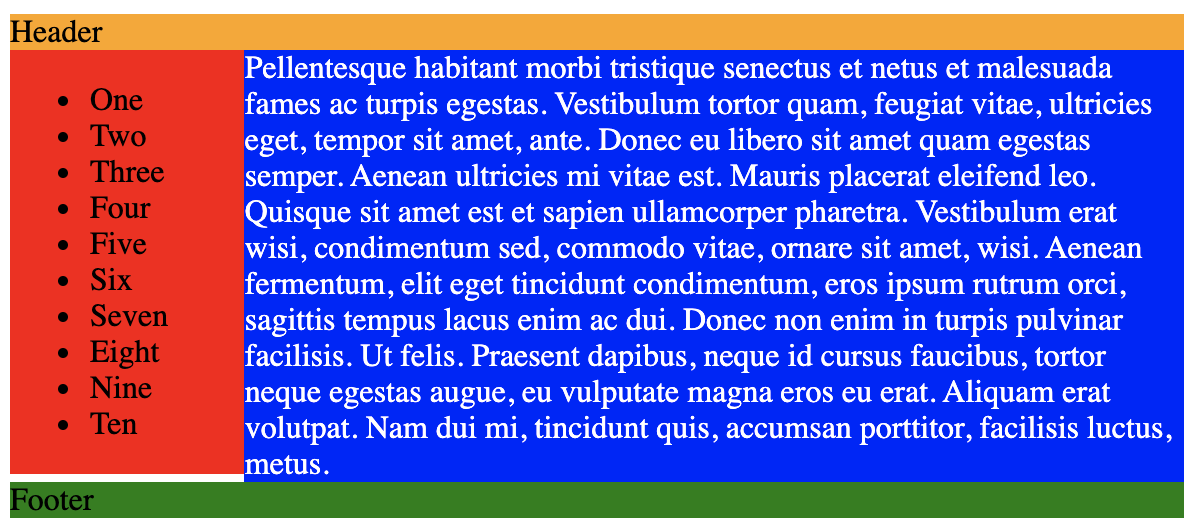 Header
• One
• Two
• Three
• Four
• Five
• Six
• Seven
• Eight
• Nine
• Ten
Pellentesque habitant morbi tristique senectus et netus et malesuada
fames ac turpis egestas. Vestibulum tortor quam, feugiat vitae, ultricies
eget, tempor sit amet, ante. Donec eu libero sit amet quam egestas
semper. Aenean ultricies mi vitae est. Mauris placerat eleifend leo.
Quisque sit amet est et sapien ullamcorper pharetra. Vestibulum erat
wisi, condimentum sed, commodo vitae, ornare sit amet, wisi. Aenean
fermentum, elit eget tincidunt condimentum, eros ipsum rutrum orci,
sagittis tempus lacus enim ac dui. Donec non enim in turpis pulvinar
facilisis. Ut felis. Praesent dapibus, neque id cursus faucibus, tortor
neque egestas augue, eu vulputate magna eros eu erat. Aliquam erat
volutpat. Nam dui mi, tincidunt quis, accumsan porttitor, facilisis luctus,
metus.
Footer